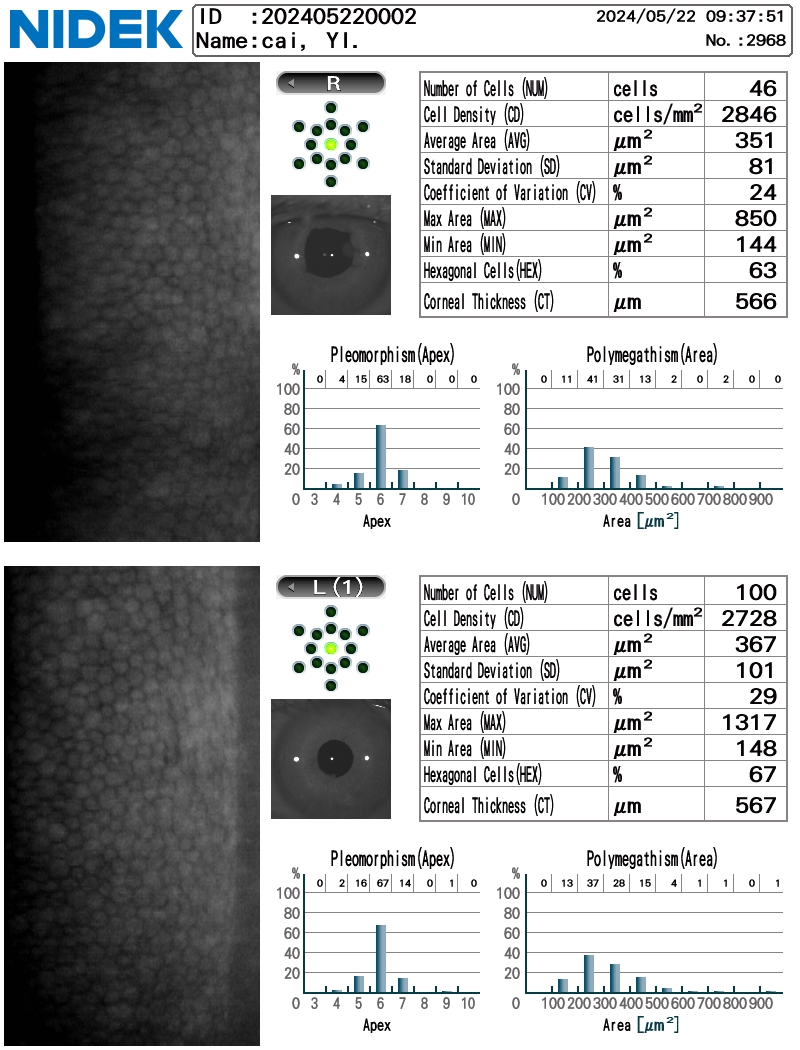 NIDEK
ID :202405220002 2024/05/22 09:37:51
Name:cai, YI. No. :2968
R
Number of Cells (NUM) cells 46
Cell Density (CD) cells/mm² 2846
Average Area (AVG) μm² 351
Standard Deviation (SD) μm² 81
Coefficient of Variation (CV) % 24
Max Area (MAX) μm² 850
Min Area (MIN) μm² 144
Hexagonal Cells(HEX) % 63
Corneal Thickness (CT) μm 566
Pleomorphism(Apex) Polymegathism(Area)
% 0 4 15 63 18 0 0 0 % 0 11 41 31 13 2 0 2 0 0
100 100
80 80
60 60
40 40
20 20
0 3 4 5 6 7 8 9 10 0 100 200 300 400 500 600 700 800 900
Apex Area [μm²]
L (1)
Number of Cells (NUM) cells 100
Cell Density (CD) cells/mm² 2728
Average Area (AVG) μm² 367
Standard Deviation (SD) μm² 101
Coefficient of Variation (CV) % 29
Max Area (MAX) μm² 1317
Min Area (MIN) μm² 148
Hexagonal Cells(HEX) % 67
Corneal Thickness (CT) μm 567
Pleomorphism(Apex) Polymegathism(Area)
% 0 2 16 67 14 0 1 0 % 0 13 37 28 15 4 1 1 0 1
100 100
80 80
60 60
40 40
20 20
0 3 4 5 6 7 8 9 10 0 100 200 300 400 500 600 700 800 900
Apex Area [μm²]